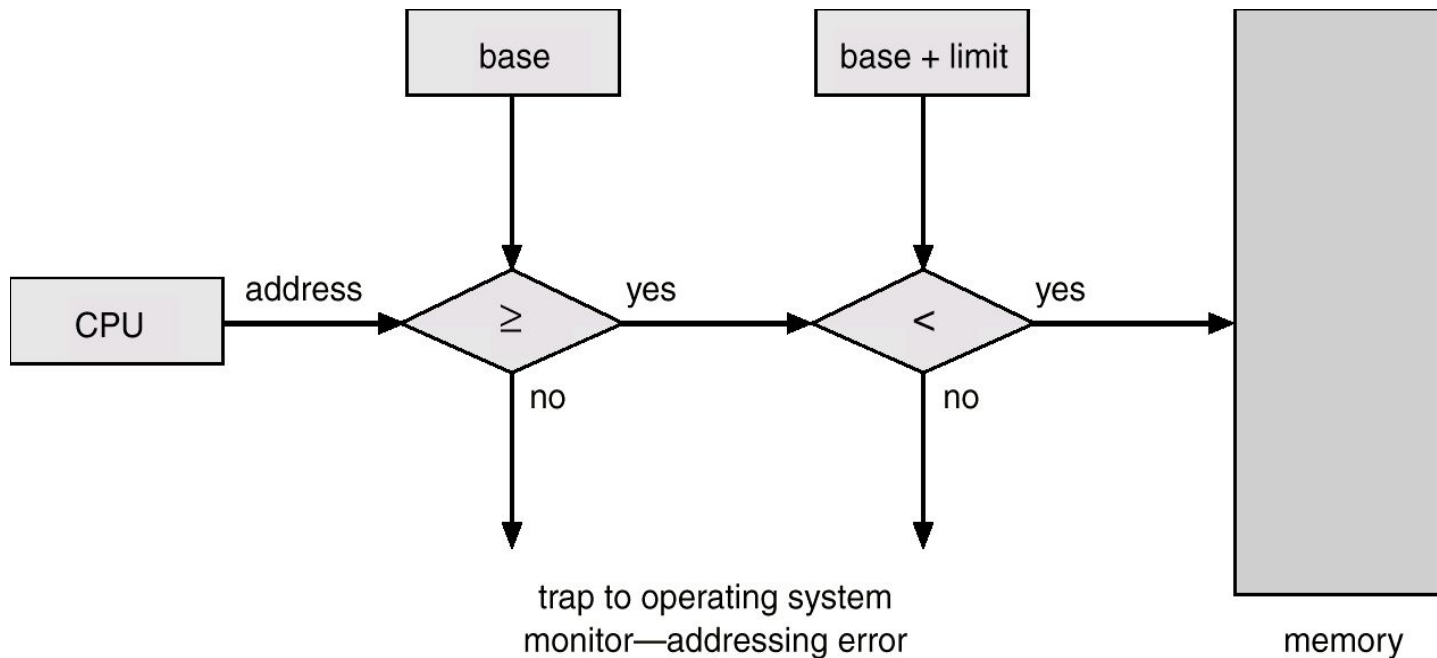 base
base + limit
CPU
address
≥
yes
<
yes
no
no
trap to operating system
monitor—addressing error
memory